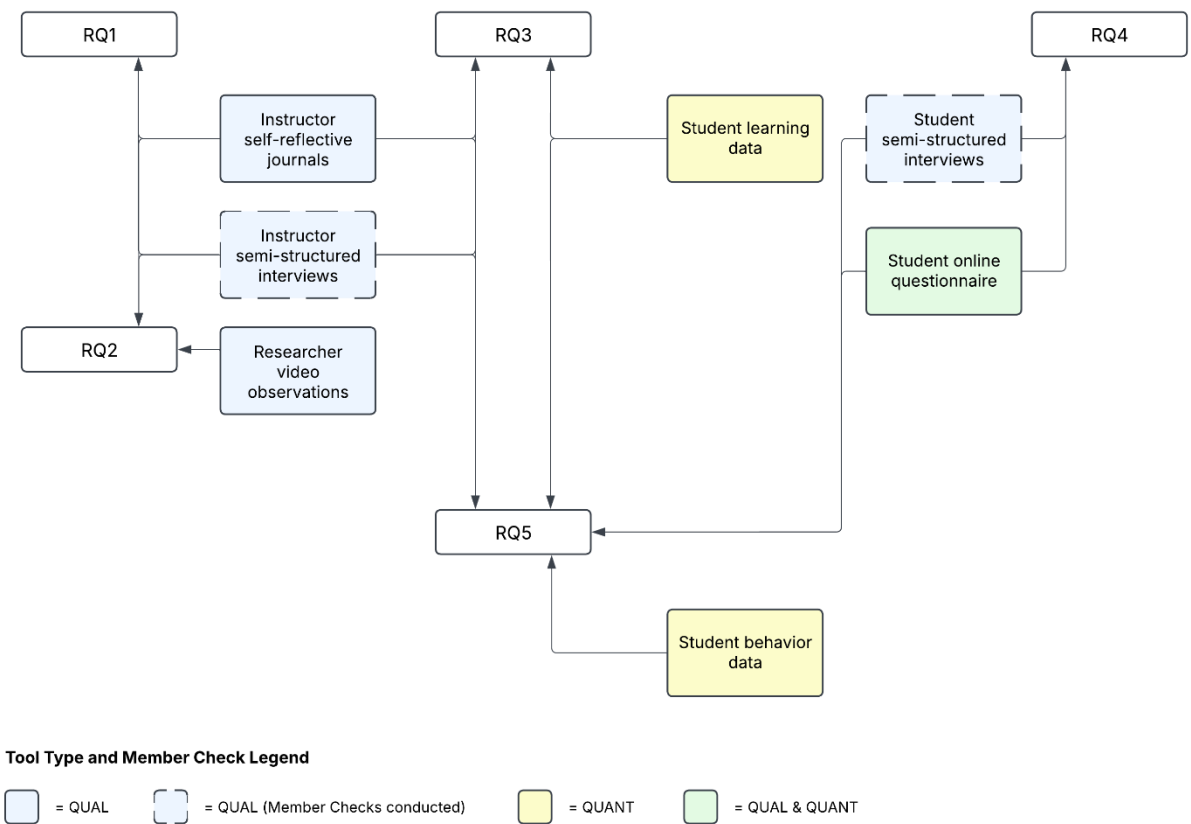 RQ1
RQ3
RQ4
Instructor
self-reflective
journals
Student learning
data
Student
semi-structured
interviews
Instructor
semi-structured
interviews
Student online
questionnaire
RQ2
Researcher
video
observations
RQ5
Student behavior
data
Tool Type and Member Check Legend
= QUAL
= QUAL (Member Checks conducted)
= QUANT
= QUAL & QUANT